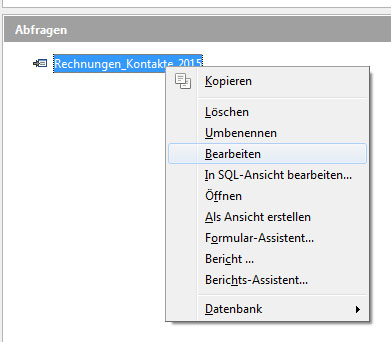 Abfragen
Rechnungen_Kontakte_2015
Kopieren
Löschen
Umbenennen
Bearbeiten
In SQL-Ansicht bearbeiten...
Öffnen
Als Ansicht erstellen
Formular-Assistent...
Bericht ...
Berichts-Assistent...
Datenbank